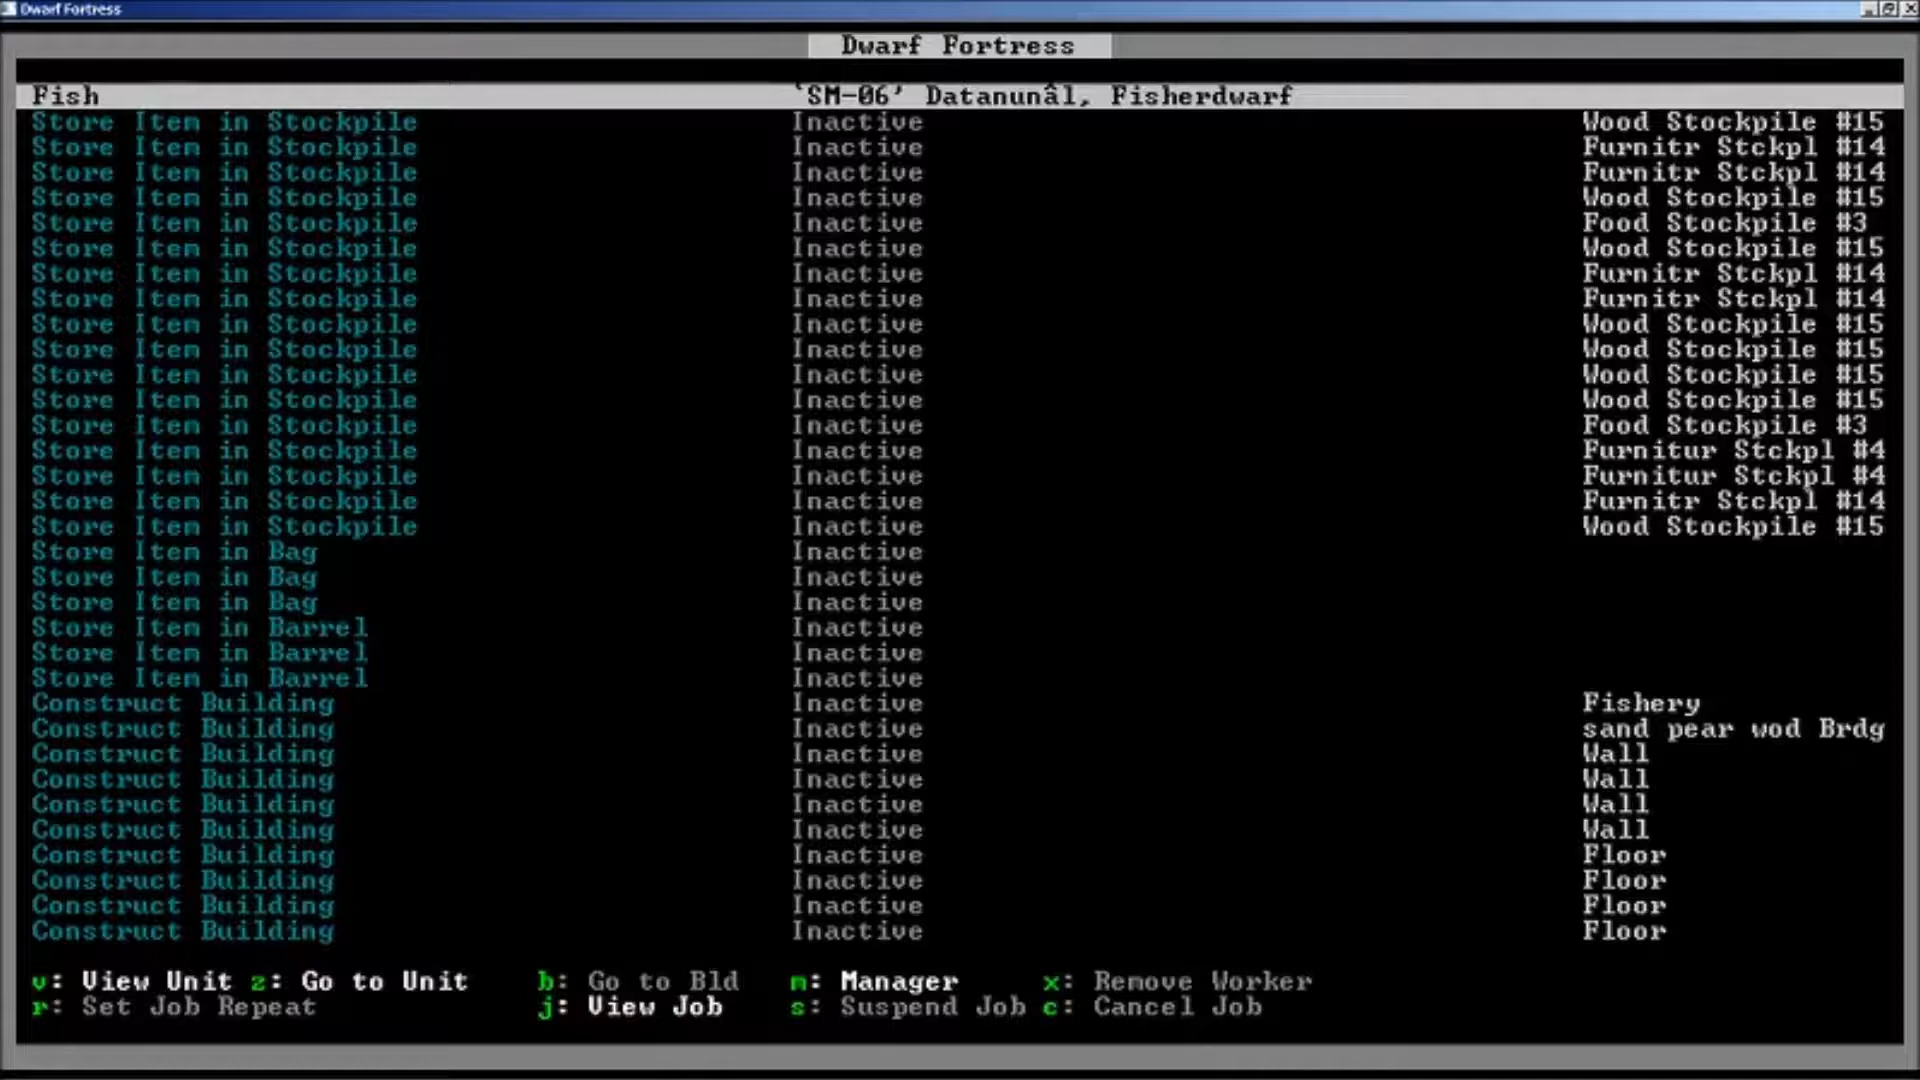 Dwarf Fortress
Dwarf Fortress
Fish `SM-06' Datanunâl, Fisherdwarf
Store Item in Stockpile Inactive Wood Stockpile #15
Store Item in Stockpile Inactive Furnitr Stckpl #14
Store Item in Stockpile Inactive Furnitr Stckpl #14
Store Item in Stockpile Inactive Wood Stockpile #15
Store Item in Stockpile Inactive Food Stockpile #3
Store Item in Stockpile Inactive Wood Stockpile #15
Store Item in Stockpile Inactive Furnitr Stckpl #14
Store Item in Stockpile Inactive Furnitr Stckpl #14
Store Item in Stockpile Inactive Wood Stockpile #15
Store Item in Stockpile Inactive Wood Stockpile #15
Store Item in Stockpile Inactive Wood Stockpile #15
Store Item in Stockpile Inactive Wood Stockpile #15
Store Item in Stockpile Inactive Food Stockpile #3
Store Item in Stockpile Inactive Furnitur Stckpl #4
Store Item in Stockpile Inactive Furnitur Stckpl #4
Store Item in Stockpile Inactive Furnitr Stckpl #14
Store Item in Stockpile Inactive Wood Stockpile #15
Store Item in Bag Inactive
Store Item in Bag Inactive
Store Item in Bag Inactive
Store Item in Barrel Inactive
Store Item in Barrel Inactive
Store Item in Barrel Inactive
Construct Building Inactive Fishery
Construct Building Inactive sand pear wod Brdg
Construct Building Inactive Wall
Construct Building Inactive Wall
Construct Building Inactive Wall
Construct Building Inactive Wall
Construct Building Inactive Floor
Construct Building Inactive Floor
Construct Building Inactive Floor
Construct Building Inactive Floor
v: View Unit z: Go to Unit b: Go to Bld m: Manager x: Remove Worker
r: Set Job Repeat j: View Job s: Suspend Job c: Cancel Job